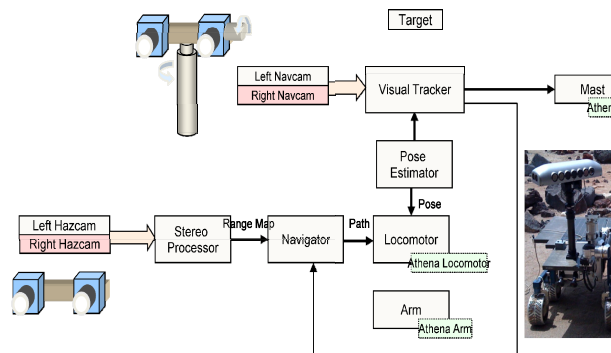 Target
Left Navcam
Right Navcam
Visual Tracker
Mast
Pose
Estimator
Pose
Left Hazcam
Right Hazcam
Stereo
Processor
Range Map
Navigator
Path
Locomotor
Athena Locomotor
Arm
Athena Arm